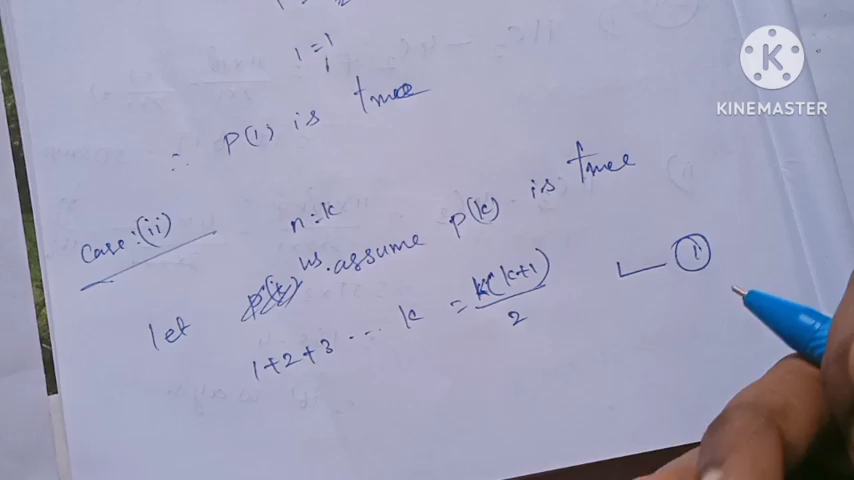 1 = 1/1
∴ P(1) is true
Case:(ii) n=k
let us.assume P(k) is true
1+2+3 ... k = k(k+1)/2 — (1)
K
KINEMASTER